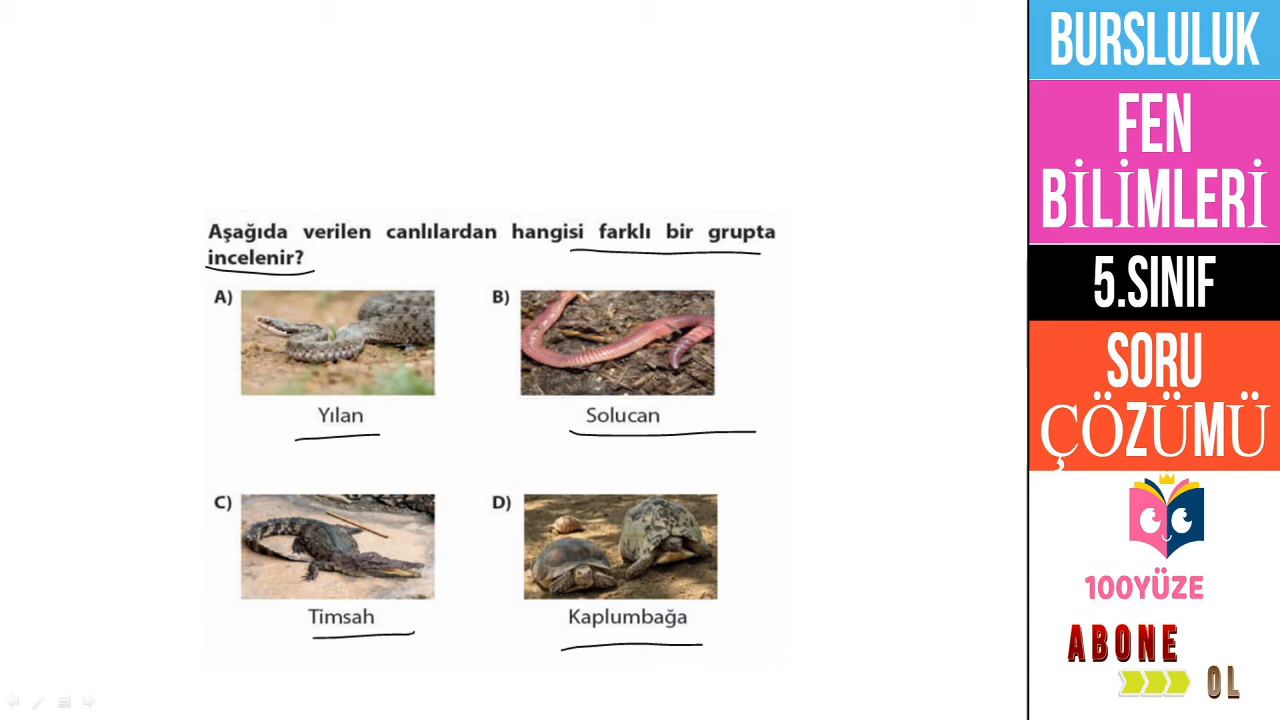 Aşağıda verilen canlılardan hangisi farklı bir grupta
incelenir?
A)
B)
Yılan
Solucan
C)
D)
Timsah
Kaplumbağa
BURSLULUK
FEN
BİLİMLERİ
5.SINIF
SORU
ÇÖZÜMÜ
100YÜZE
ABONE
OL